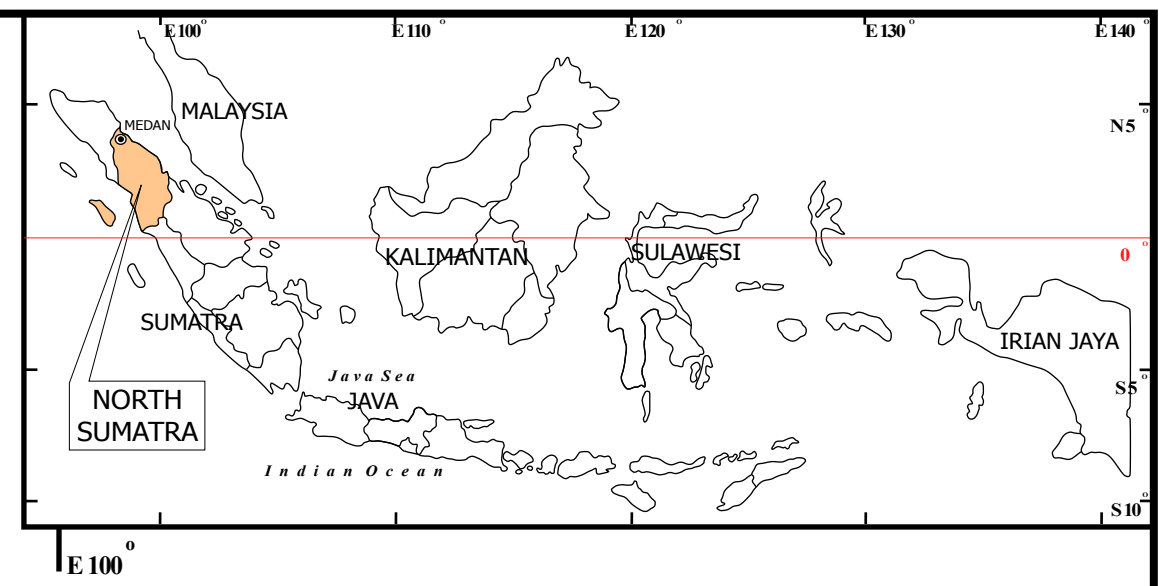 E100°
E110°
E120°
E130°
E140°
MALAYSIA
MEDAN
N5°
KALIMANTAN
SULAWESI
0°
SUMATRA
IRIAN JAYA
Java Sea
JAVA
S5°
NORTH
SUMATRA
Indian Ocean
S10°
E100°